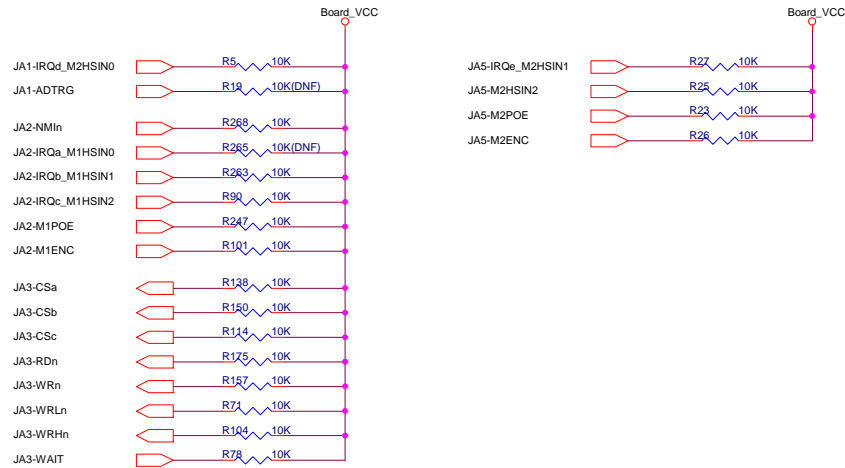 Board_VCC
JA1-IRQd_M2HSIN0 R5 10K
JA1-ADTRG R19 10K(DNF)
JA2-NMIn R268 10K
JA2-IRQa_M1HSIN0 R265 10K(DNF)
JA2-IRQb_M1HSIN1 R263 10K
JA2-IRQc_M1HSIN2 R90 10K
JA2-M1POE R247 10K
JA2-M1ENC R101 10K
JA3-CSa R138 10K
JA3-CSb R150 10K
JA3-CSc R114 10K
JA3-RDn R175 10K
JA3-WRn R157 10K
JA3-WRLn R71 10K
JA3-WRHn R104 10K
JA3-WAIT R78 10K
Board_VCC
JA5-IRQe_M2HSIN1 R27 10K
JA5-M2HSIN2 R25 10K
JA5-M2POE R23 10K
JA5-M2ENC R26 10K